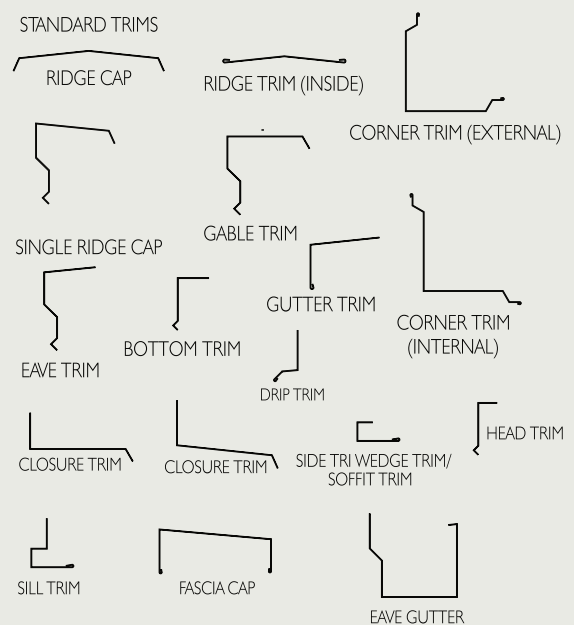 STANDARD TRIMS
RIDGE CAP
RIDGE TRIM (INSIDE)
CORNER TRIM (EXTERNAL)
SINGLE RIDGE CAP
GABLE TRIM
GUTTER TRIM
CORNER TRIM
(INTERNAL)
EAVE TRIM
BOTTOM TRIM
DRIP TRIM
CLOSURE TRIM
CLOSURE TRIM
SIDE TRI WEDGE TRIM/
SOFFIT TRIM
HEAD TRIM
SILL TRIM
FASCIA CAP
EAVE GUTTER